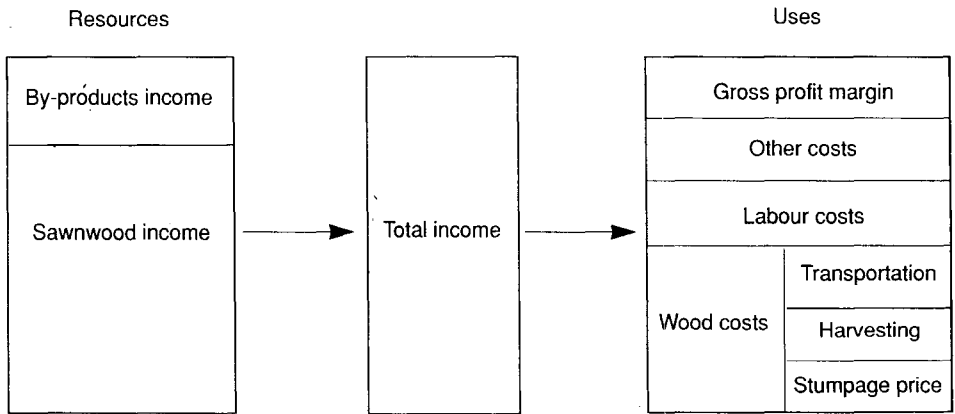 Resources
Uses
By-products income
Sawnwood income
Total income
Gross profit margin
Other costs
Labour costs
Wood costs
Transportation
Harvesting
Stumpage price